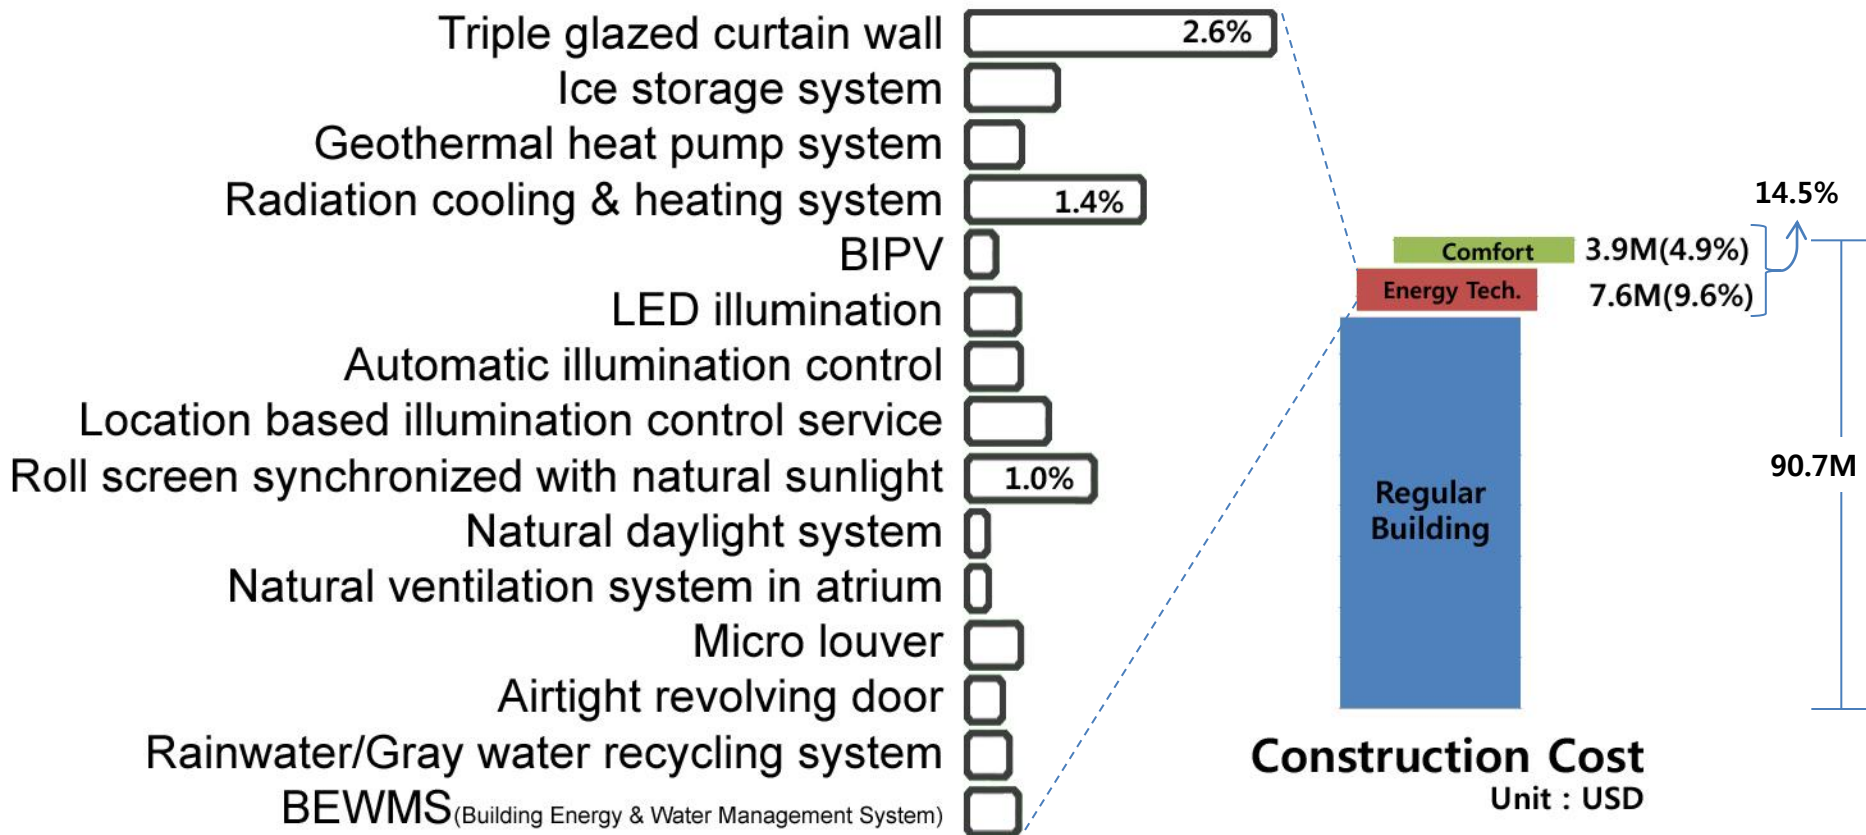 Triple glazed curtain wall 2.6%
Ice storage system
Geothermal heat pump system
Radiation cooling & heating system 1.4%
BIPV
LED illumination
Automatic illumination control
Location based illumination control service
Roll screen synchronized with natural sunlight 1.0%
Natural daylight system
Natural ventilation system in atrium
Micro louver
Airtight revolving door
Rainwater/Gray water recycling system
BEWMS(Building Energy & Water Management System)
14.5%
Comfort 3.9M(4.9%)
Energy Tech. 7.6M(9.6%)
90.7M
Regular
Building
Construction Cost
Unit : USD